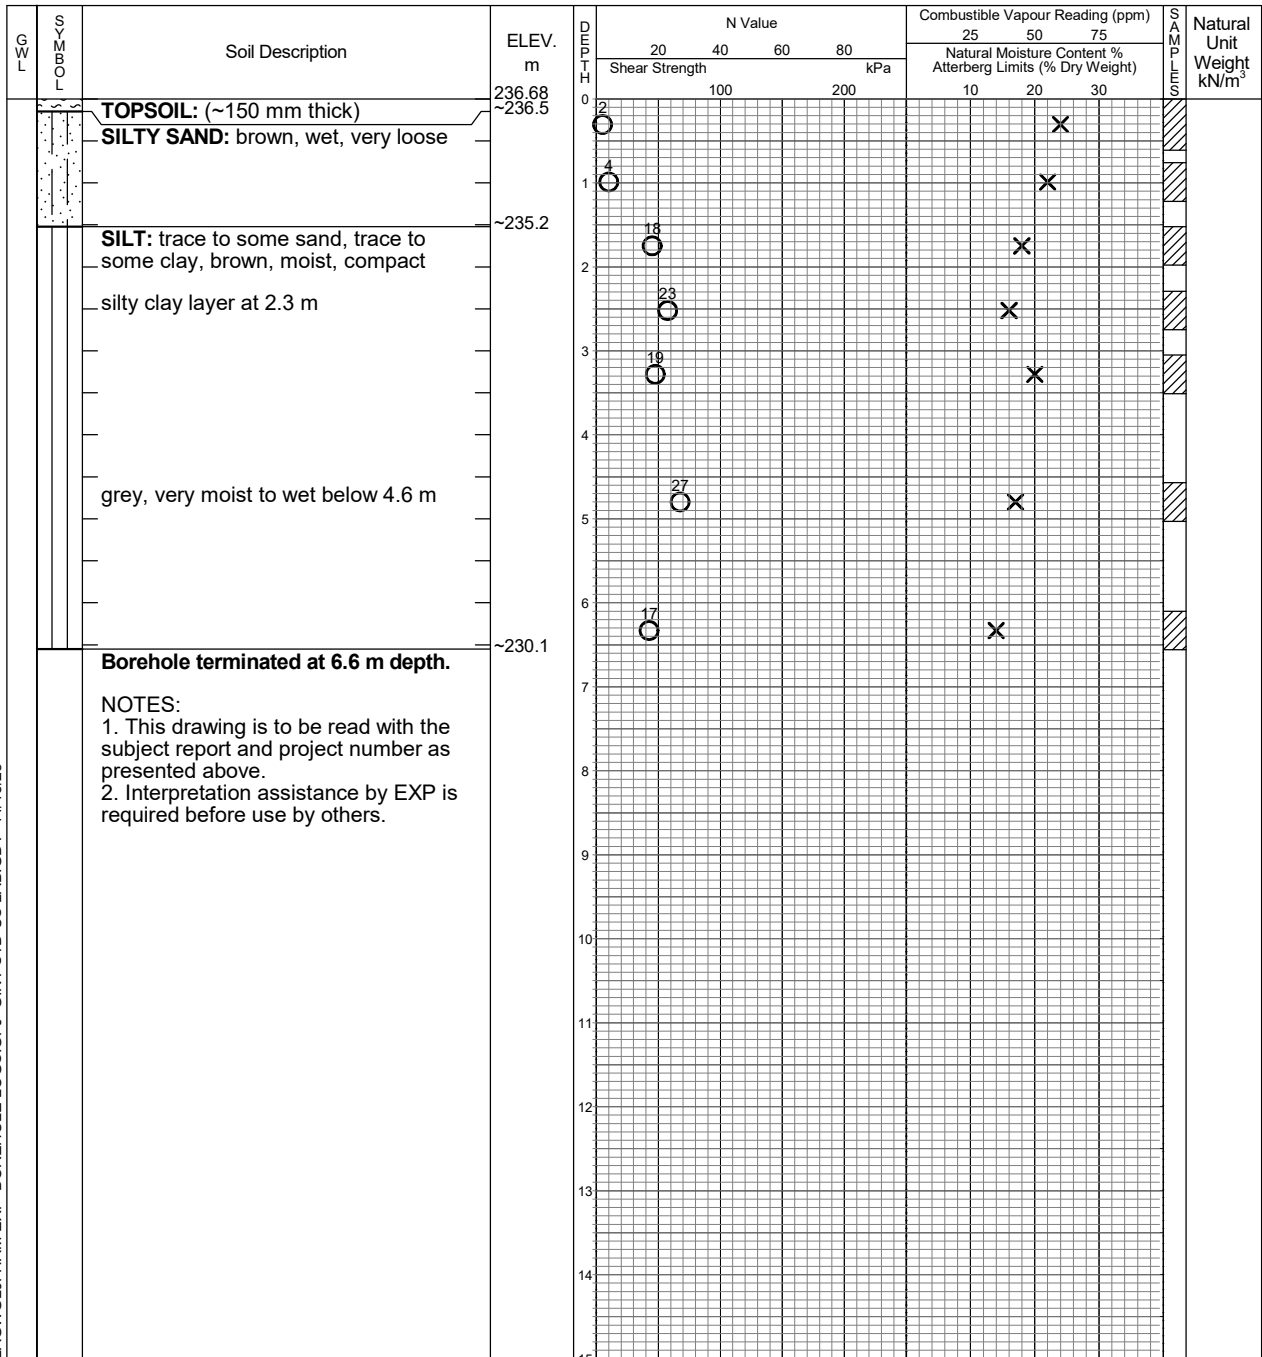 GWL
SYMBOL
Soil Description
ELEV.
m
DEPTH
N Value
20 40 60 80
Shear Strength kPa
100 200
Combustible Vapour Reading (ppm)
25 50 75
Natural Moisture Content %
Atterberg Limits (% Dry Weight)
10 20 30
SAMPLES
Natural
Unit
Weight
kN/m³
236.68
0
TOPSOIL: (~150 mm thick)
~236.5
2
SILTY SAND: brown, wet, very loose
4
1
~235.2
SILT: trace to some sand, trace to
some clay, brown, moist, compact
18
2
silty clay layer at 2.3 m
23
3
19
4
grey, very moist to wet below 4.6 m
27
5
6
17
~230.1
Borehole terminated at 6.6 m depth.
7
NOTES:
1. This drawing is to be read with the
subject report and project number as
presented above.
2. Interpretation assistance by EXP is
required before use by others.
8
9
10
11
12
13
14